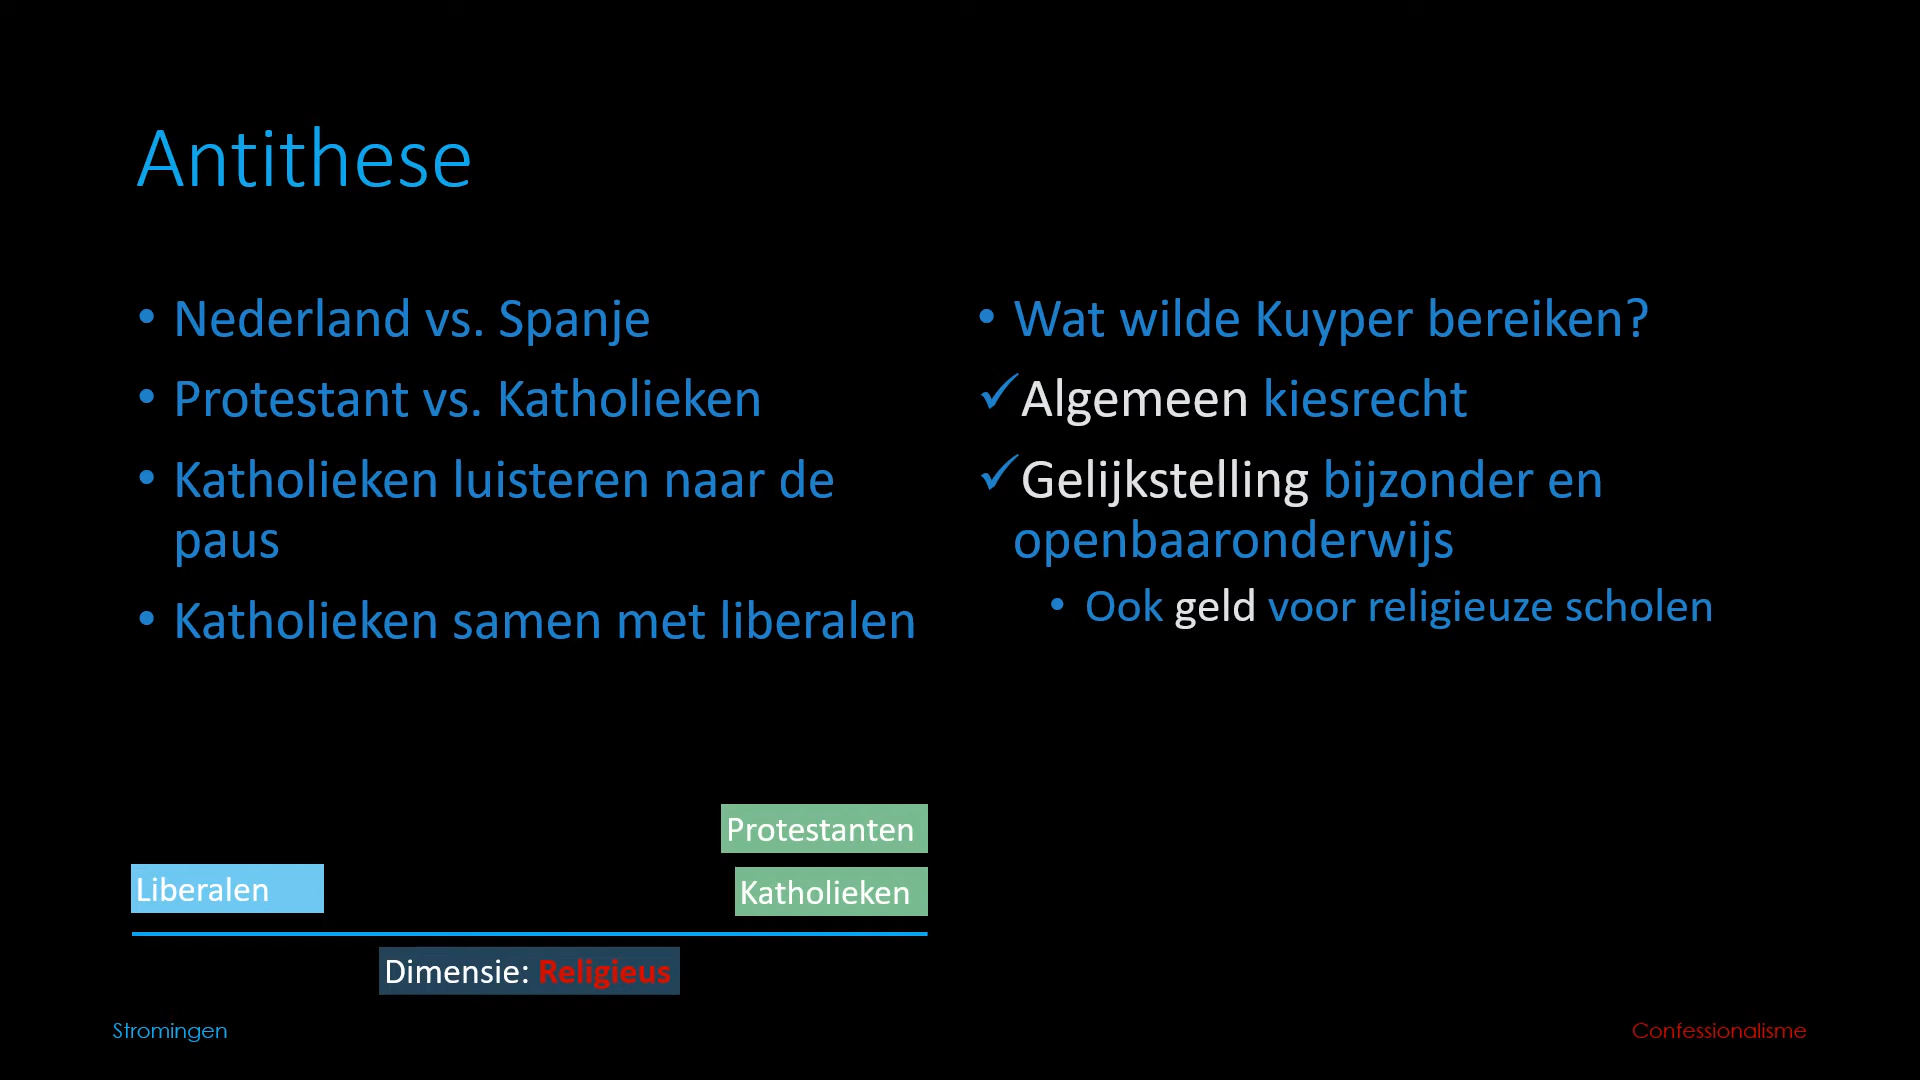 Antithese
• Nederland vs. Spanje
• Protestant vs. Katholieken
• Katholieken luisteren naar de
paus
• Katholieken samen met liberalen
• Wat wilde Kuyper bereiken?
✓Algemeen kiesrecht
✓Gelijkstelling bijzonder en
openbaaronderwijs
• Ook geld voor religieuze scholen
Protestanten
Liberalen
Katholieken
Dimensie: Religieus
Stromingen
Confessionalisme